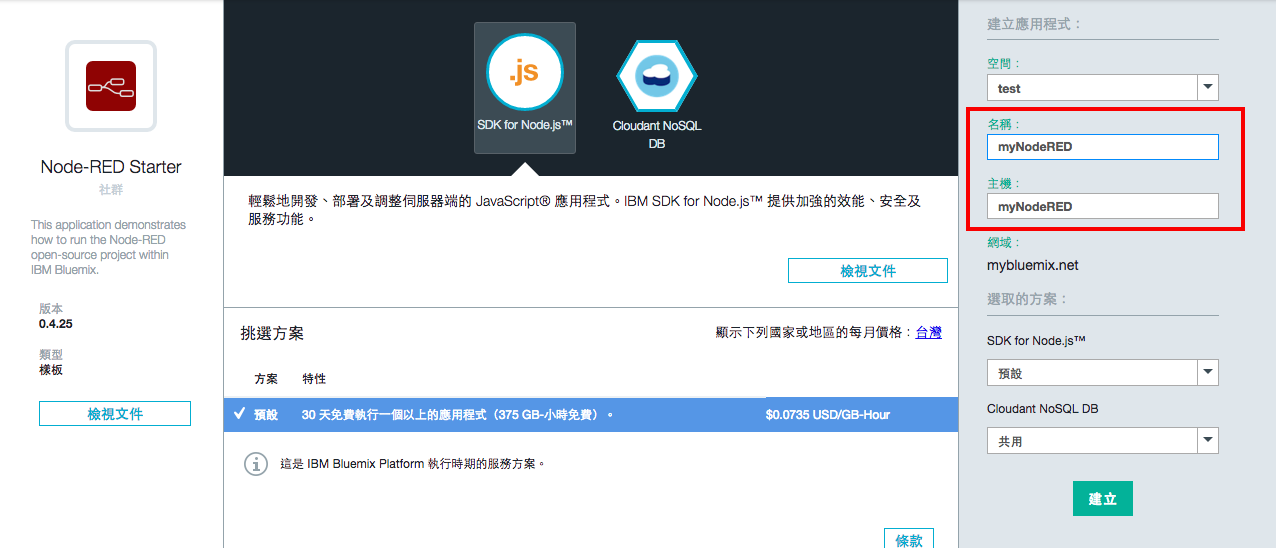 Node-RED Starter
社群
This application demonstrates
how to run the Node-RED
open-source project within
IBM Bluemix.
版本
0.4.25
類型
樣板
檢視文件
.js
SDK for Node.js™
Cloudant NoSQL
DB
輕鬆地開發、部署及調整伺服器端的 JavaScript® 應用程式。IBM SDK for Node.js™ 提供加強的效能、安全及
服務功能。
檢視文件
挑選方案
顯示下列國家或地區的每月價格：台灣
方案 特性
預設 30 天免費執行一個以上的應用程式（375 GB-小時免費）。 $0.0735 USD/GB-Hour
這是 IBM Bluemix Platform 執行時期的服務方案。
條款
建立應用程式：
空間：
test
名稱：
myNodeRED
主機：
myNodeRED
網域：
mybluemix.net
選取的方案：
SDK for Node.js™
預設
Cloudant NoSQL DB
共用
建立